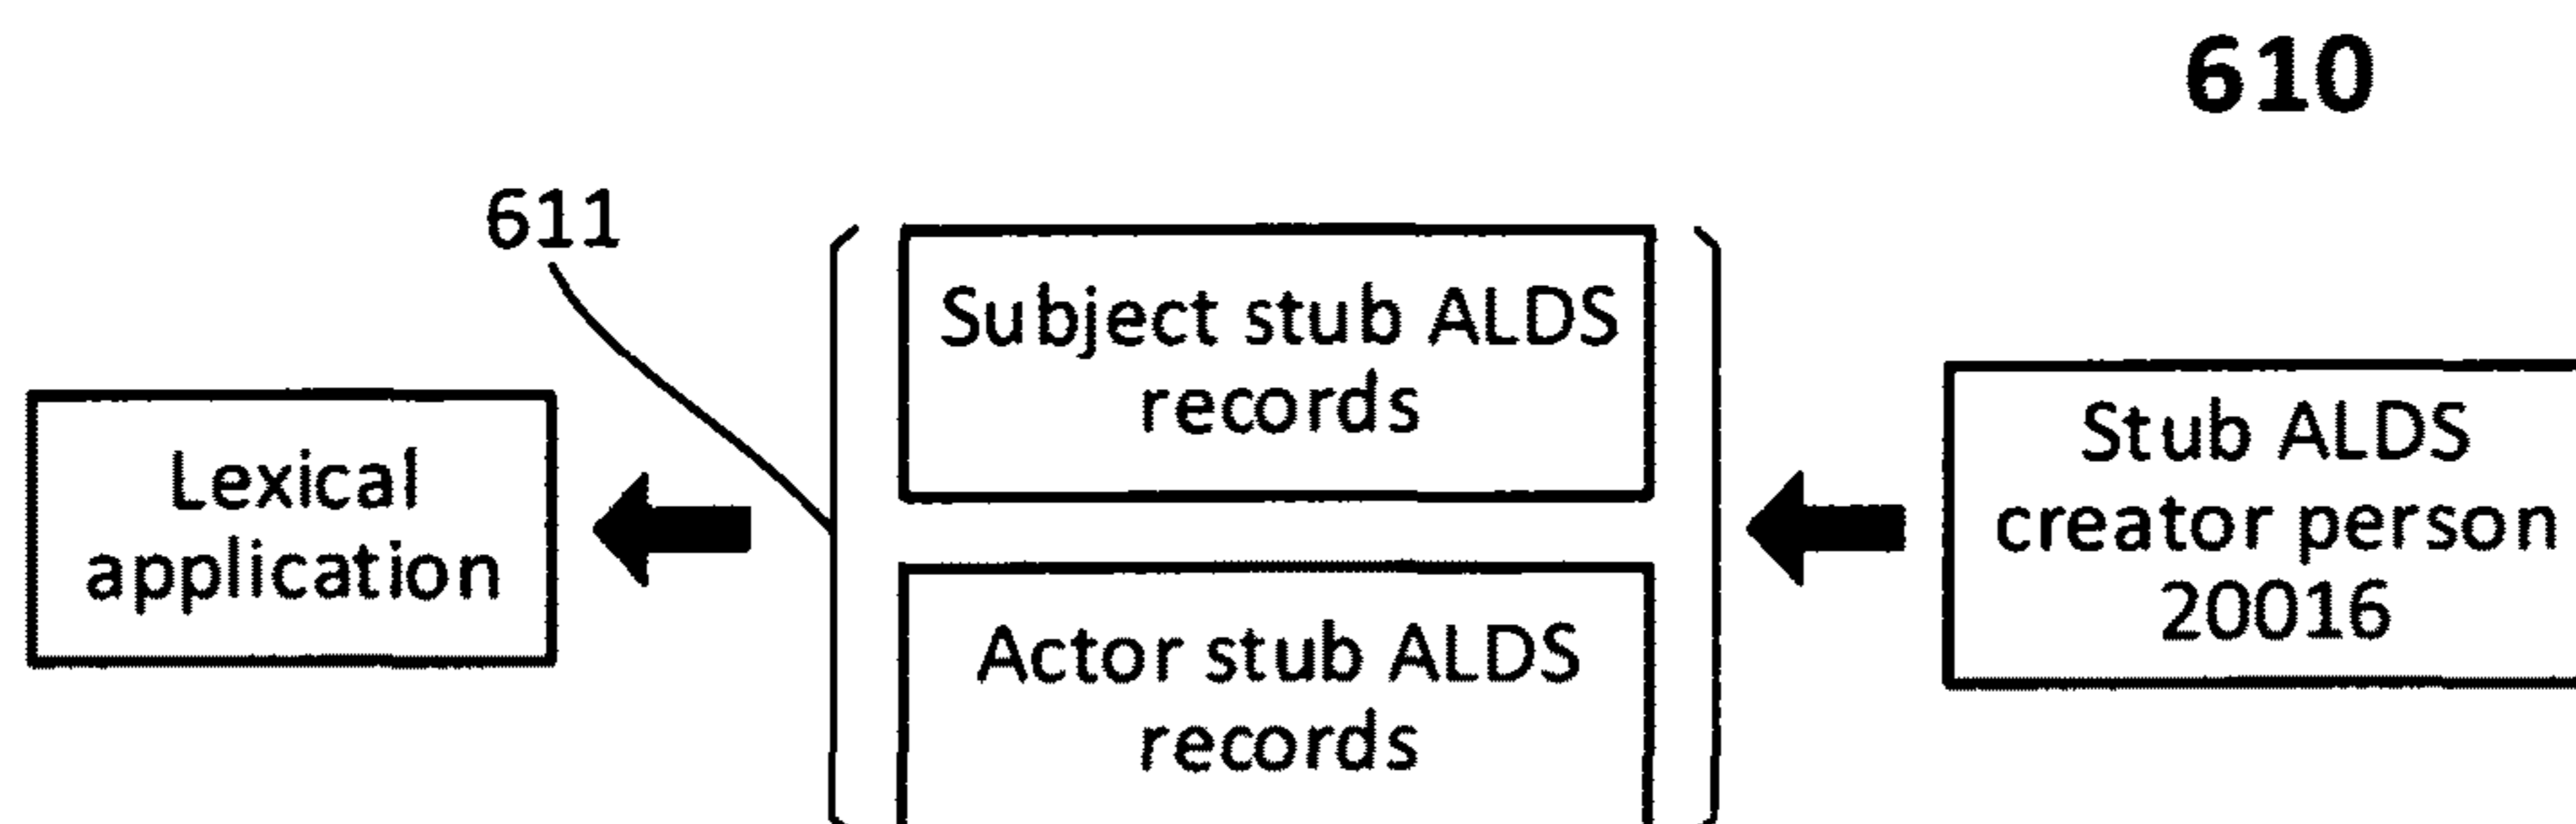 610
611
Subject stub ALDS
records
Lexical
application
Stub ALDS
creator person
20016
Actor stub ALDS
records